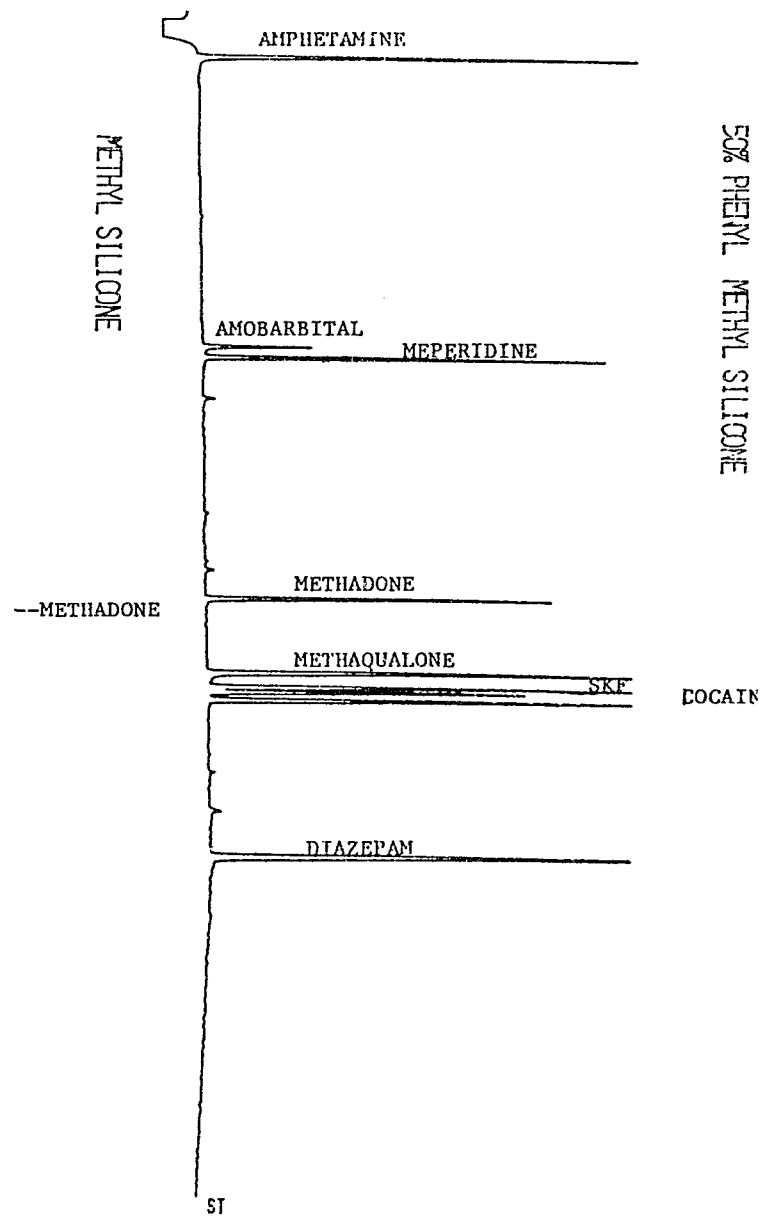 AMPHETAMINE
METHYL SILICONE
50% PHENYL METHYL SILICONE
AMOBARBITAL
MEPERIDINE
METHADONE
--METHADONE
METHAQUALONE
SKF
COCAIN
DIAZEPAM
ST